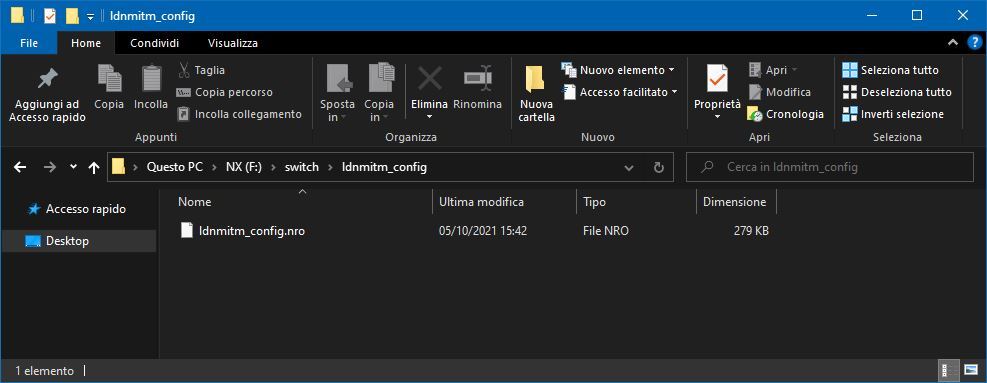 ldnmitm_config
File Home Condividi Visualizza
Aggiungi ad
Accesso rapido
Copia
Incolla
Taglia
Copia percorso
Incolla collegamento
Appunti
Sposta
in
Copia
in
Elimina
Rinomina
Organizza
Nuova
cartella
Nuovo elemento
Accesso facilitato
Nuovo
Proprietà
Apri
Modifica
Cronologia
Apri
Seleziona tutto
Deseleziona tutto
Inverti selezione
Seleziona
Questo PC > NX (F:) > switch > ldnmitm_config
Cerca in ldnmitm_config
Accesso rapido
Desktop
Nome Ultima modifica Tipo Dimensione
ldnmitm_config.nro 05/10/2021 15:42 File NRO 279 KB
1 elemento